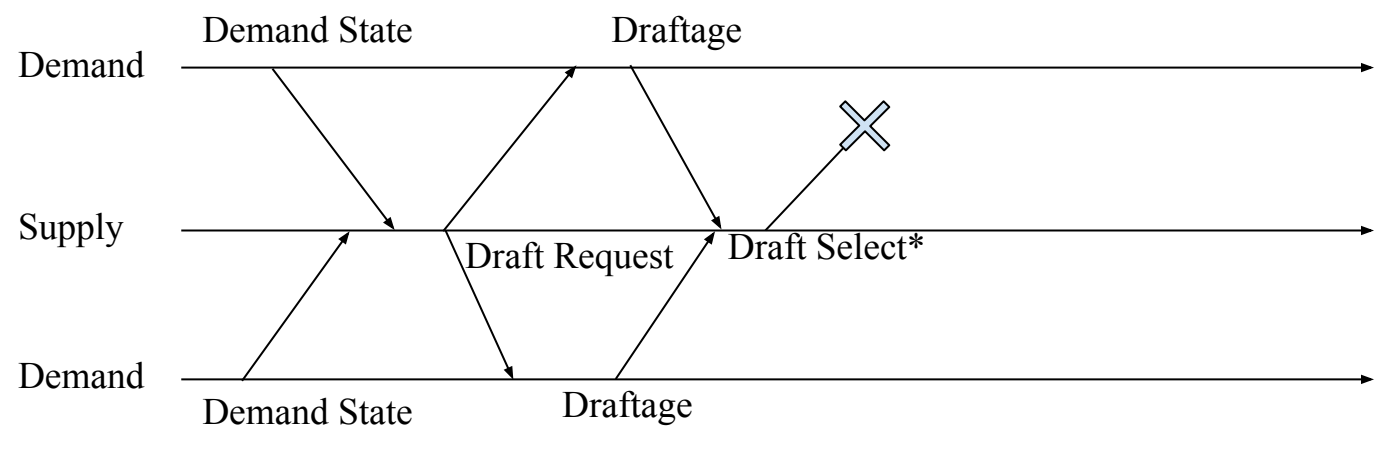 Demand State
Draftage
Demand
Supply
Draft Request
Draft Select*
Demand
Demand State
Draftage